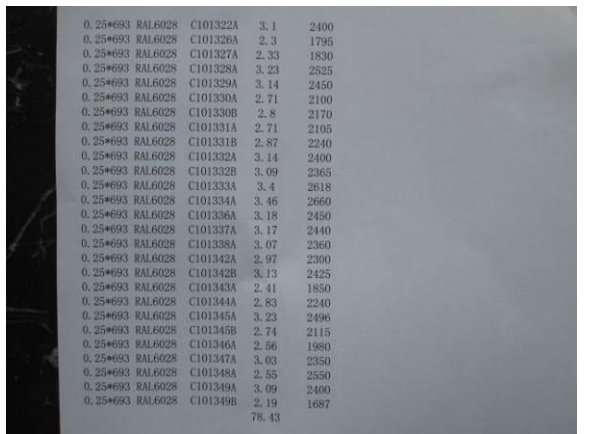 0.25*693 RAL6028 C101322A 3.1 2400
0.25*693 RAL6028 C101326A 2.3 1795
0.25*693 RAL6028 C101327A 2.33 1830
0.25*693 RAL6028 C101328A 3.23 2525
0.25*693 RAL6028 C101329A 3.14 2450
0.25*693 RAL6028 C101330A 2.71 2100
0.25*693 RAL6028 C101330B 2.8 2170
0.25*693 RAL6028 C101331A 2.71 2105
0.25*693 RAL6028 C101331B 2.87 2240
0.25*693 RAL6028 C101332A 3.14 2400
0.25*693 RAL6028 C101332B 3.09 2365
0.25*693 RAL6028 C101333A 3.4 2618
0.25*693 RAL6028 C101334A 3.46 2660
0.25*693 RAL6028 C101336A 3.18 2450
0.25*693 RAL6028 C101337A 3.17 2440
0.25*693 RAL6028 C101338A 3.07 2360
0.25*693 RAL6028 C101342A 2.97 2300
0.25*693 RAL6028 C101342B 3.13 2425
0.25*693 RAL6028 C101343A 2.41 1850
0.25*693 RAL6028 C101344A 2.83 2240
0.25*693 RAL6028 C101345A 3.23 2496
0.25*693 RAL6028 C101345B 2.74 2115
0.25*693 RAL6028 C101346A 2.56 1980
0.25*693 RAL6028 C101347A 3.03 2350
0.25*693 RAL6028 C101348A 2.55 2550
0.25*693 RAL6028 C101349A 3.09 2400
0.25*693 RAL6028 C101349B 2.19 1687
78.43